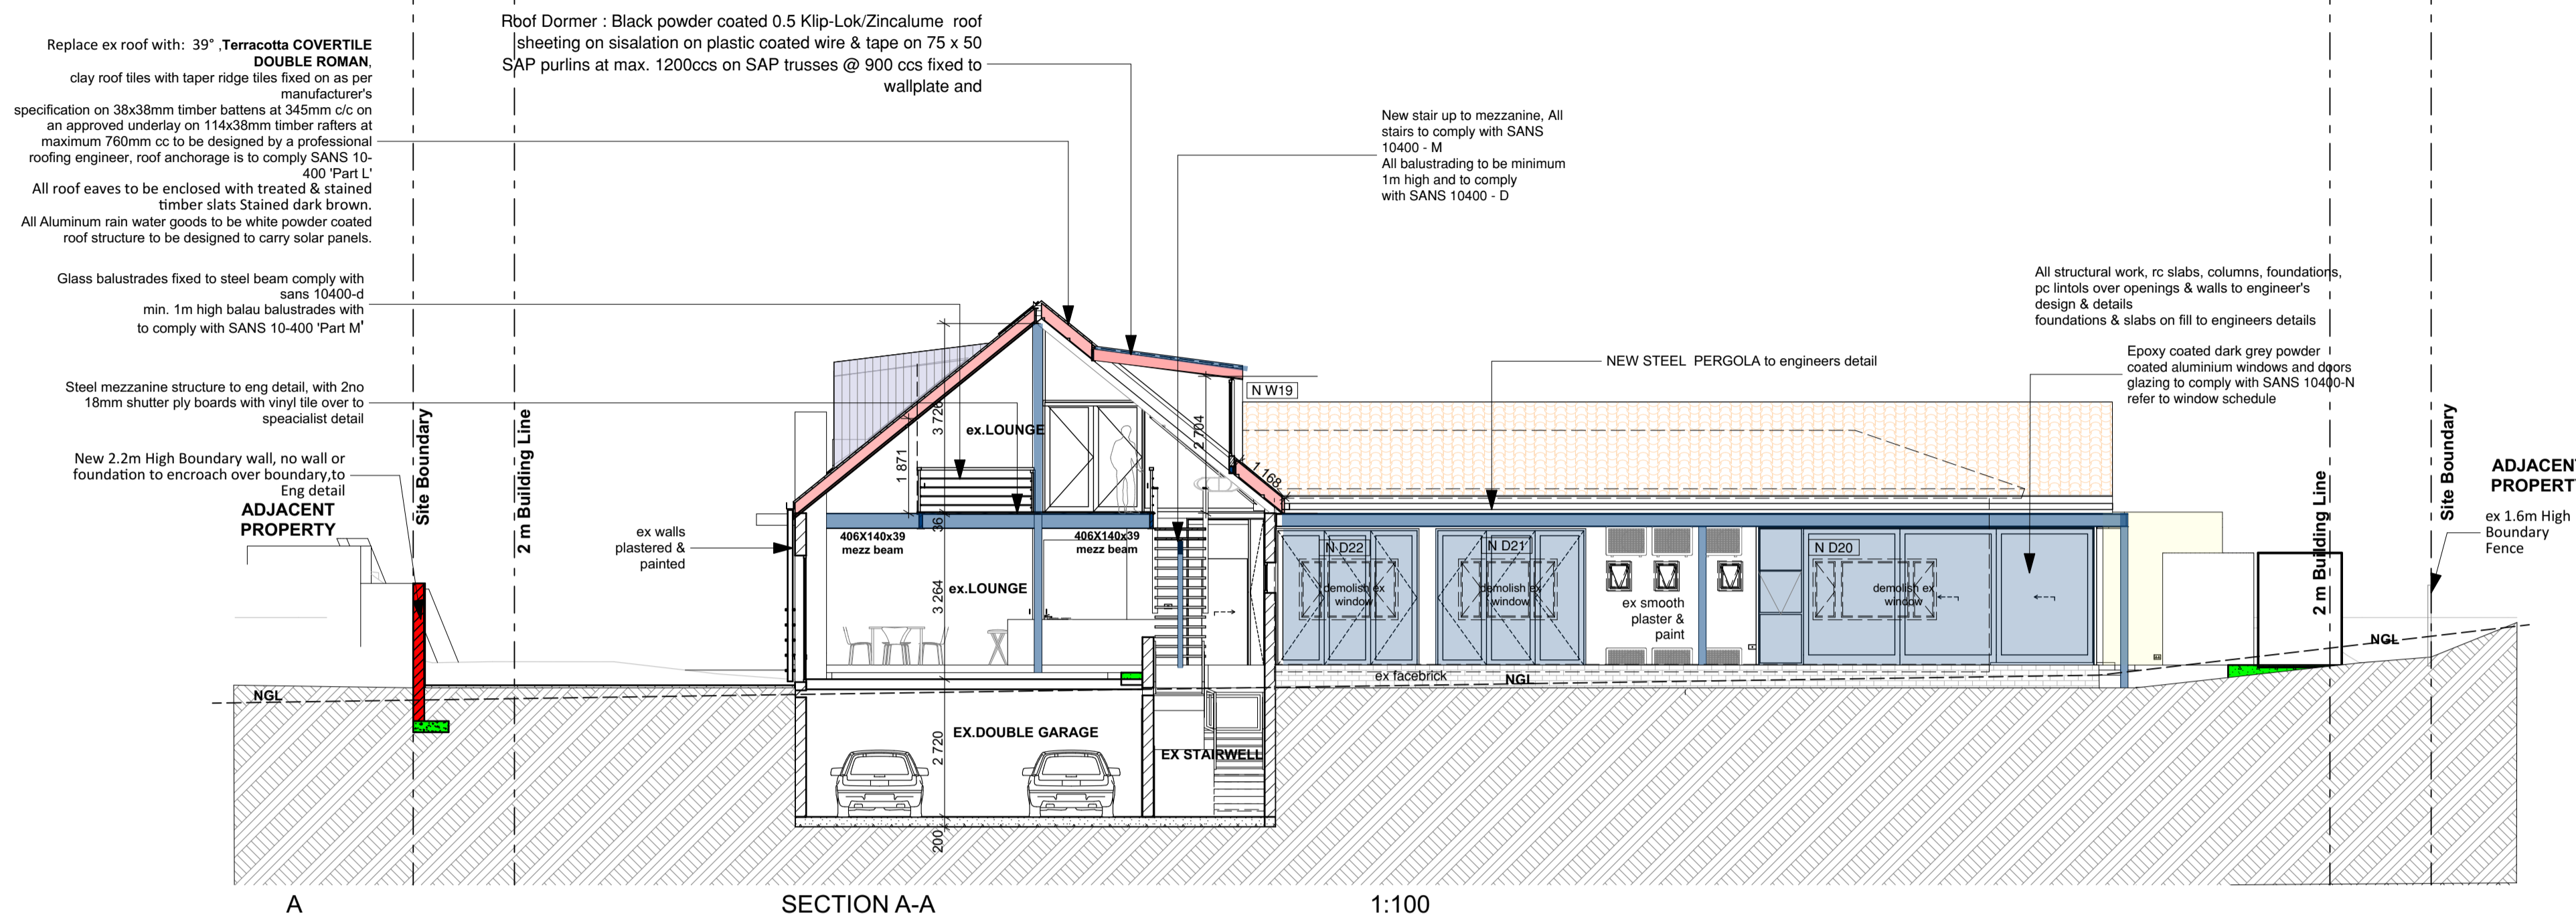 Roof Dormer : Black powder coated 0.5 Klip-Lok/Zincalume roof
sheeting on sisalation on plastic coated wire & tape on 75 x 50
SAP purlins at max. 1200ccs on SAP trusses @ 900 ccs fixed to
wallplate and
Replace ex roof with: 39° ,Terracotta COVERTILE
DOUBLE ROMAN,
clay roof tiles with taper ridge tiles fixed on as per
manufacturer's
specification on 38x38mm timber battens at 345mm c/c on
an approved underlay on 114x38mm timber rafters at
maximum 760mm cc to be designed by a professional
roofing engineer, roof anchorage is to comply SANS 10-
400 'Part L'
All roof eaves to be enclosed with treated & stained
timber slats Stained dark brown.
All Aluminum rain water goods to be white powder coated
roof structure to be designed to carry solar panels.
New stair up to mezzanine, All
stairs to comply with SANS
10400 - M
All balustrading to be minimum
1m high and to comply
with SANS 10400 - D
Glass balustrades fixed to steel beam comply with
sans 10400-d
min. 1m high balau balustrades with
to comply with SANS 10-400 'Part M'
All structural work, rc slabs, columns, foundations,
pc lintols over openings & walls to engineer's
design & details
foundations & slabs on fill to engineers details
Steel mezzanine structure to eng detail, with 2no
18mm shutter ply boards with vinyl tile over to
speacialist detail
NEW STEEL PERGOLA to engineers detail
Epoxy coated dark grey powder
coated aluminium windows and doors
glazing to comply with SANS 10400-N
refer to window schedule
New 2.2m High Boundary wall, no wall or
foundation to encroach over boundary,to
Eng detail
ADJACENT
PROPERTY
Site Boundary
2 m Building Line
ex walls
plastered &
painted
N W19
3 726
1 871
2 704
1 168
36
3 264
2 720
200
ex.LOUNGE
406X140x39
mezz beam
406X140x39
mezz beam
ex.LOUNGE
EX.DOUBLE GARAGE
EX STAIRWELL
N D22
demolish ex
window
N D21
demolish ex
window
ex smooth
plaster &
paint
N D20
demolish ex
window
2 m Building Line
Site Boundary
ADJACENT
PROPERTY
ex 1.6m High
Boundary
Fence
NGL
ex facebrick
NGL
NGL
A
SECTION A-A
1:100